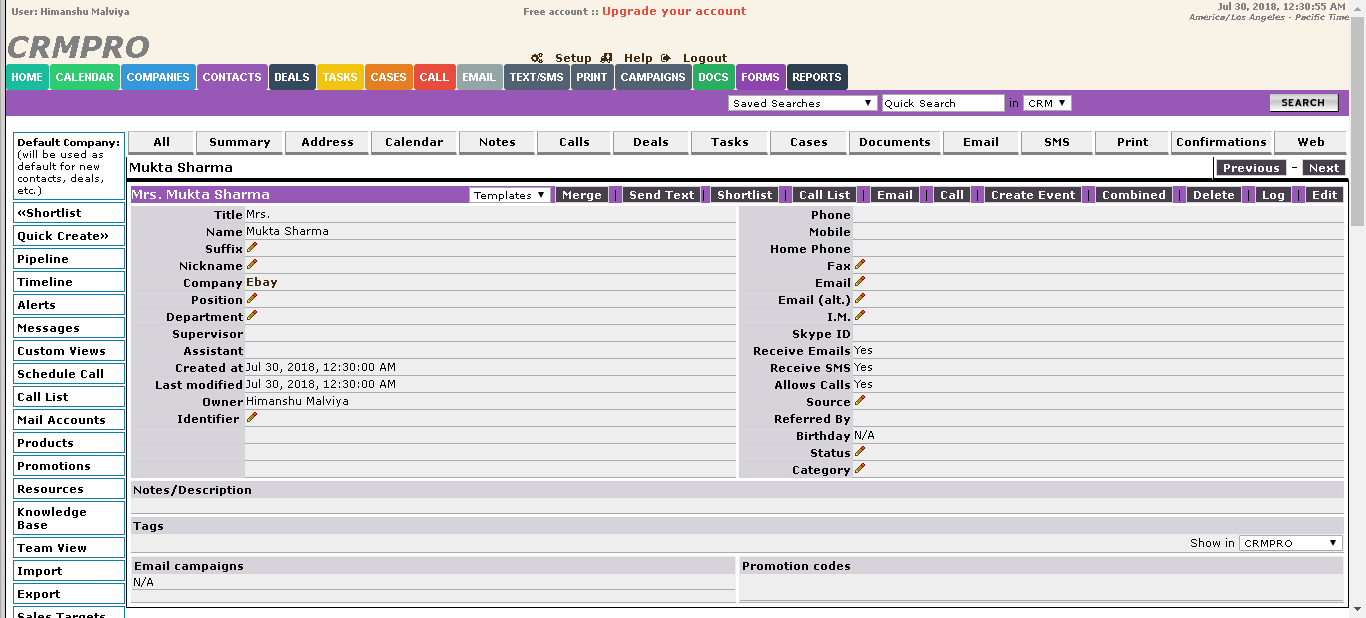 User: Himanshu Malviya
Free account :: Upgrade your account
Jul 30, 2018, 12:30:55 AM
America/Los Angeles - Pacific Time
CRMPRO
Setup Help Logout
HOME CALENDAR COMPANIES CONTACTS DEALS TASKS CASES CALL EMAIL TEXT/SMS PRINT CAMPAIGNS DOCS FORMS REPORTS
Saved Searches Quick Search in CRM SEARCH
Default Company:
(will be used as
default for new
contacts, deals,
etc.)
«Shortlist
Quick Create»
Pipeline
Timeline
Alerts
Messages
Custom Views
Schedule Call
Call List
Mail Accounts
Products
Promotions
Resources
Knowledge
Base
Team View
Import
Export
Sales Targets
All Summary Address Calendar Notes Calls Deals Tasks Cases Documents Email SMS Print Confirmations Web
Mukta Sharma Previous - Next
Mrs. Mukta Sharma Templates Merge | Send Text | Shortlist | Call List | Email | Call | Create Event | Combined | Delete | Log | Edit
Title Mrs.
Name Mukta Sharma
Suffix
Nickname
Company Ebay
Position
Department
Supervisor
Assistant
Created at Jul 30, 2018, 12:30:00 AM
Last modified Jul 30, 2018, 12:30:00 AM
Owner Himanshu Malviya
Identifier
Phone
Mobile
Home Phone
Fax
Email
Email (alt.)
I.M.
Skype ID
Receive Emails Yes
Receive SMS Yes
Allows Calls Yes
Source
Referred By
Birthday N/A
Status
Category
Notes/Description
Tags
Show in CRMPRO
Email campaigns
N/A
Promotion codes